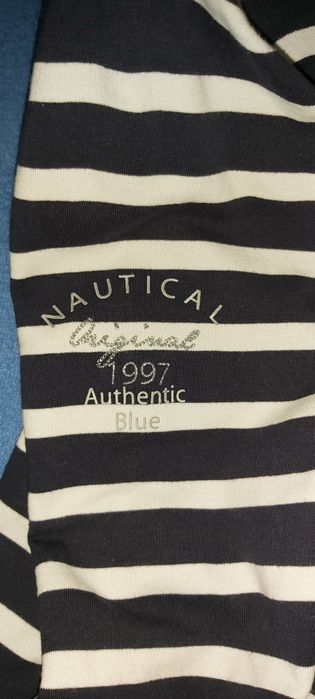 NAUTICAL
Original
1997
Authentic
Blue